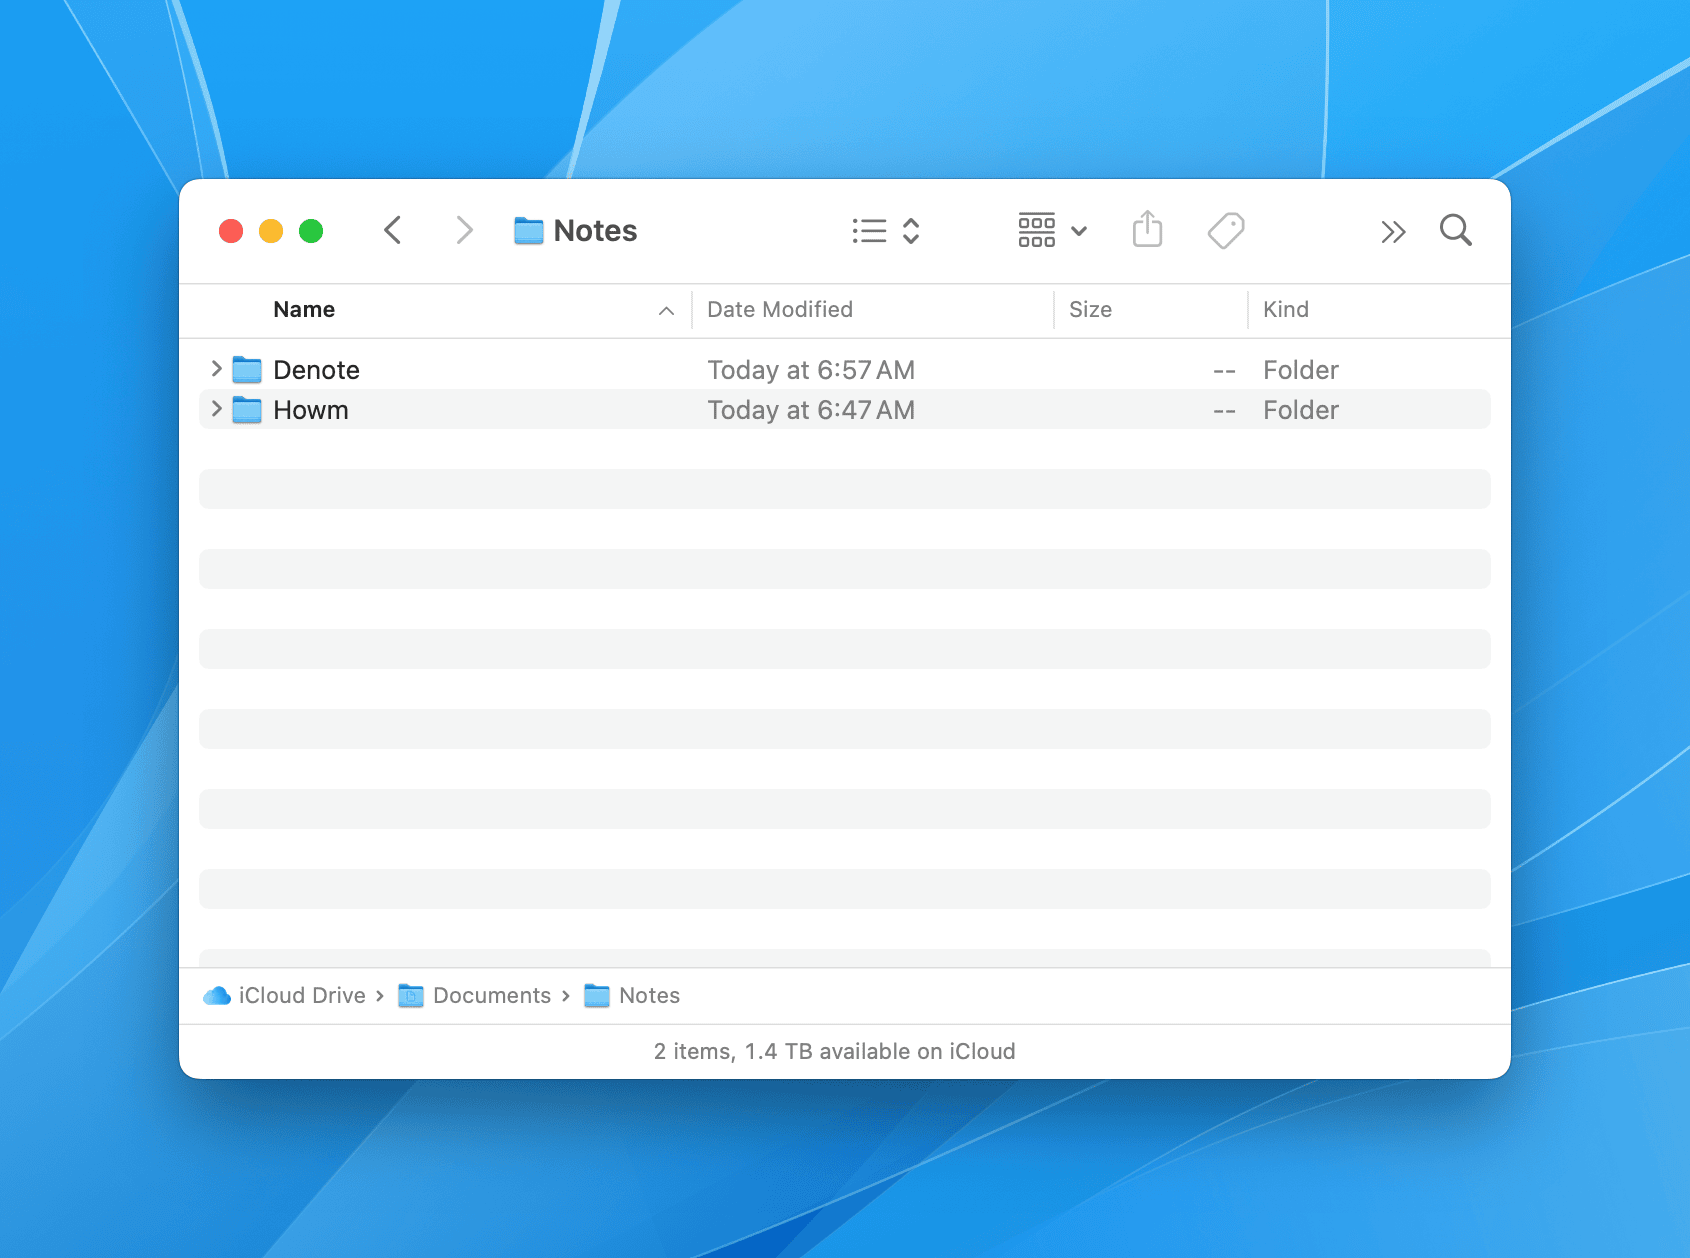 Notes
Name Date Modified Size Kind
Denote Today at 6:57 AM -- Folder
Howm Today at 6:47 AM -- Folder
iCloud Drive › Documents › Notes
2 items, 1.4 TB available on iCloud